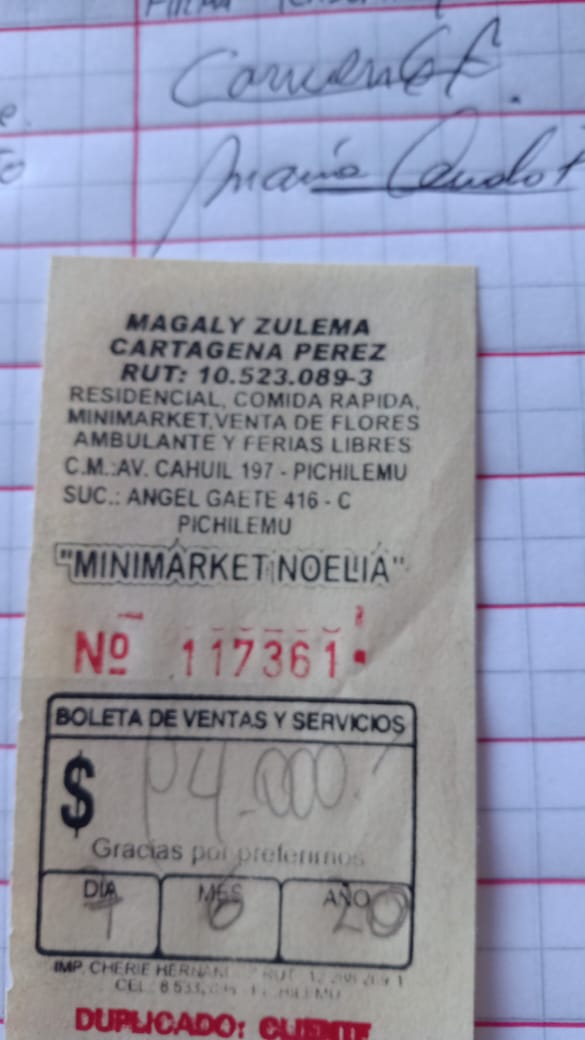 MAGALY ZULEMA
CARTAGENA PEREZ
RUT: 10.523.089-3
RESIDENCIAL, COMIDA RAPIDA,
MINIMARKET,VENTA DE FLORES
AMBULANTE Y FERIAS LIBRES
C.M.:AV. CAHUIL 197 - PICHILEMU
SUC.: ANGEL GAETE 416 - C
PICHILEMU
"MINIMARKET NOELIA"
Nº 117361
BOLETA DE VENTAS Y SERVICIOS
$ 4.000
Gracias por preferirnos
DIA MES AÑO
6 20
IMP. CHERIE
DUPLICADO: CLIENTE